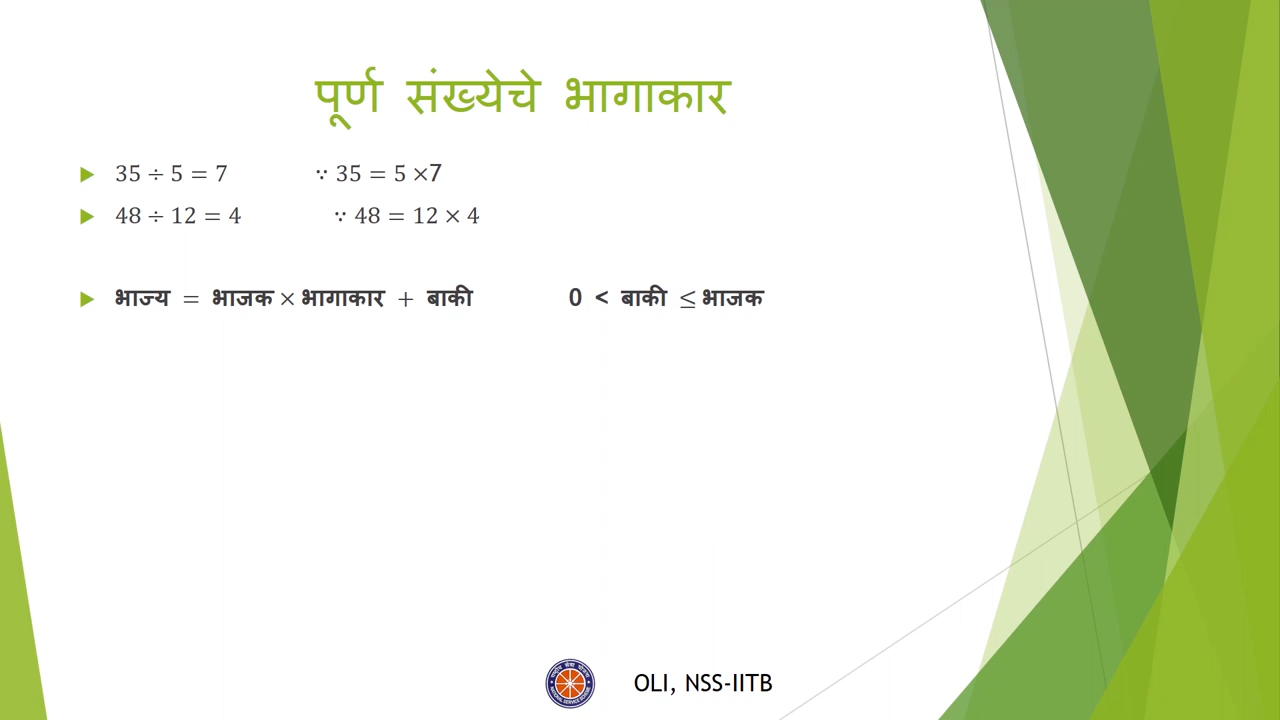 पूर्ण संख्येचे भागाकार
35 ÷ 5 = 7 ∵ 35 = 5 ×7
48 ÷ 12 = 4 ∵ 48 = 12 × 4
भाज्य = भाजक × भागाकार + बाकी 0 < बाकी ≤ भाजक
OLI, NSS-IITB